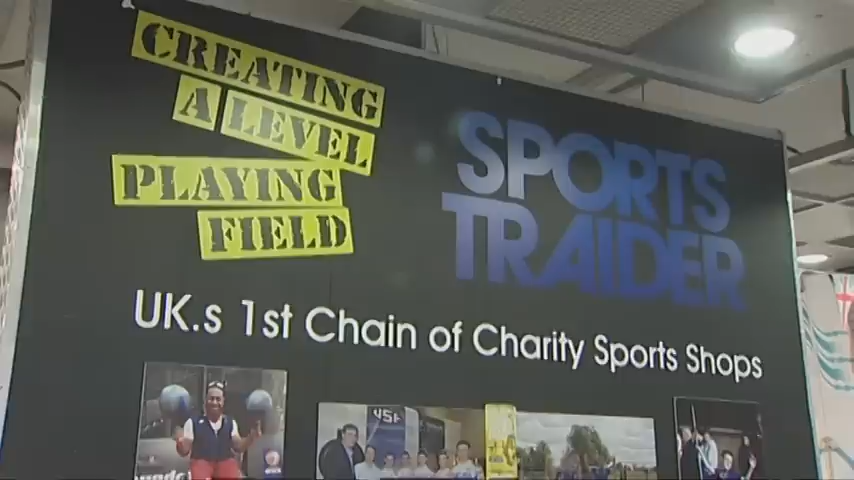 CREATING
A LEVEL
PLAYING
FIELD
SPORTS
TRAIDER
UK.s 1st Chain of Charity Sports Shops